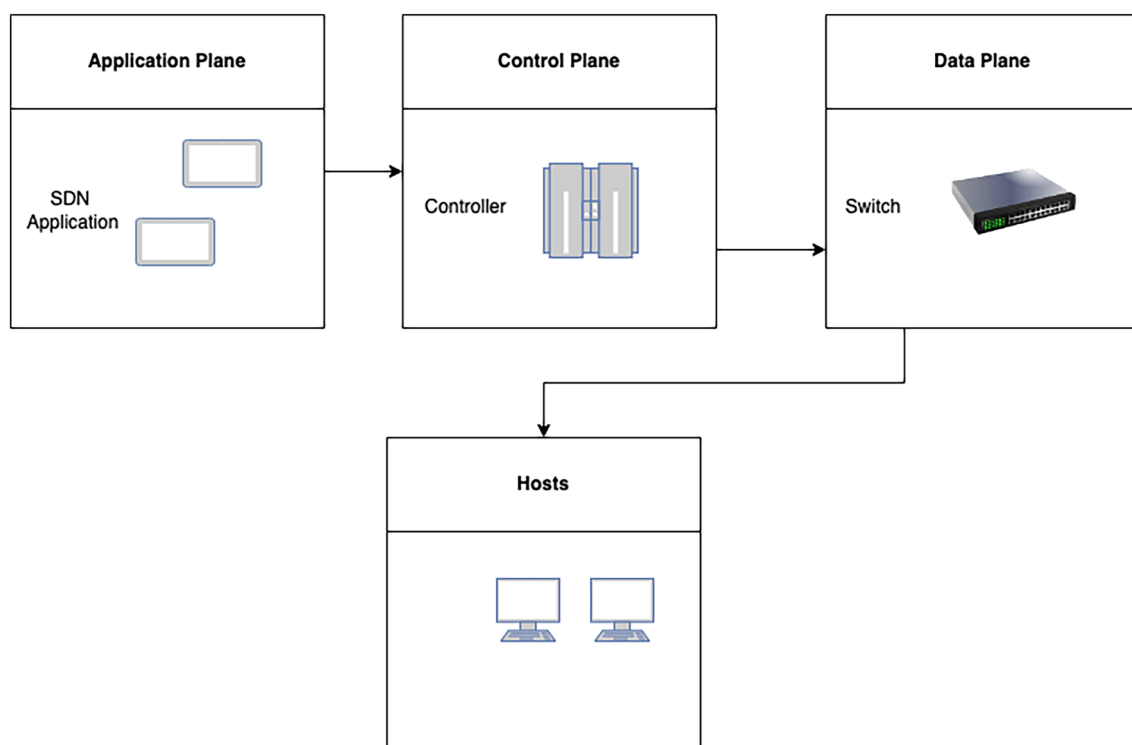 Application Plane
Control Plane
Data Plane
SDN
Application
Controller
Switch
Hosts